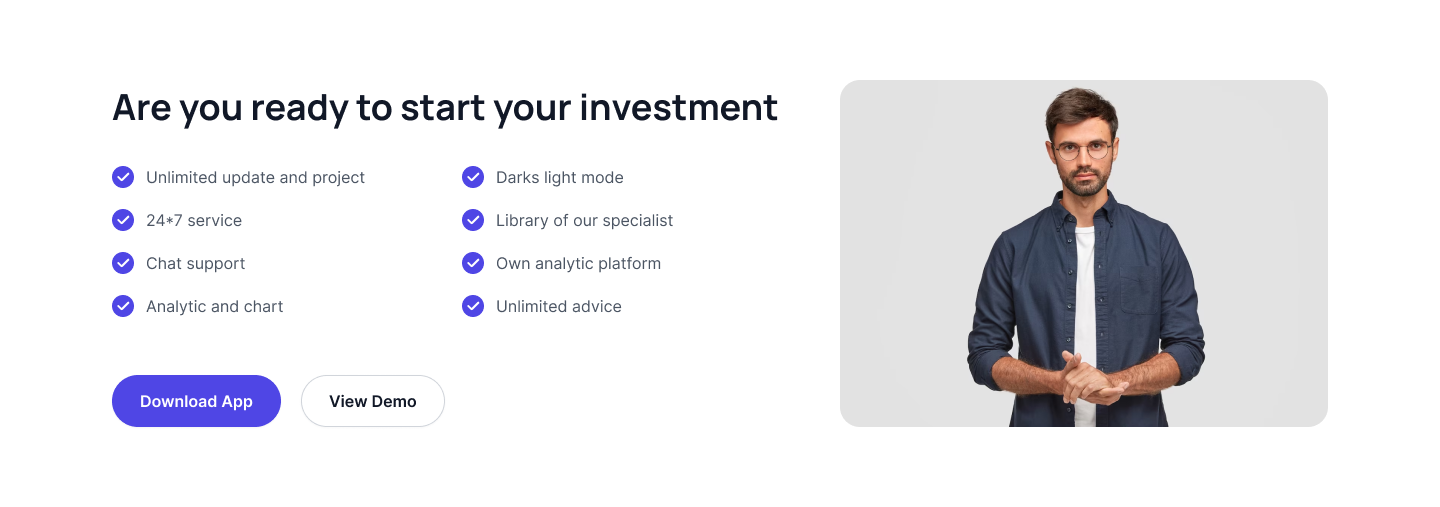 Are you ready to start your investment
Unlimited update and project
Darks light mode
24*7 service
Library of our specialist
Chat support
Own analytic platform
Analytic and chart
Unlimited advice
Download App
View Demo